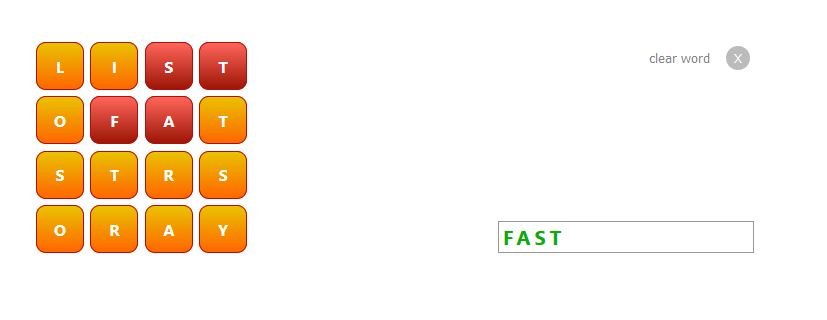 clear word X
L I S T
O F A T
S T R S
O R A Y
FAST